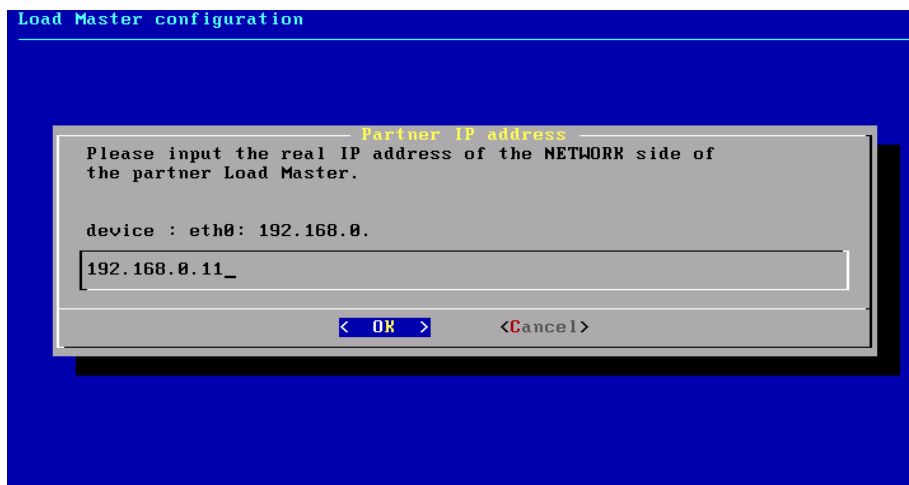 Load Master configuration
Partner IP address
Please input the real IP address of the NETWORK side of
the partner Load Master.
device : eth0: 192.168.0.
192.168.0.11_
< OK > <Cancel>